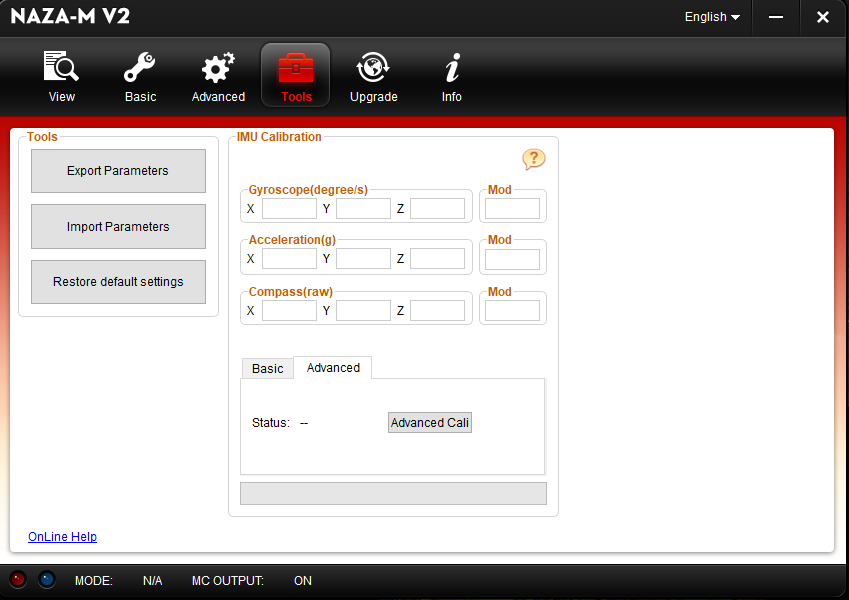 NAZA-M V2
English
View
Basic
Advanced
Tools
Upgrade
Info
Tools
Export Parameters
Import Parameters
Restore default settings
IMU Calibration
?
Gyroscope(degree/s)
Mod
X Y Z
Acceleration(g)
Mod
X Y Z
Compass(raw)
Mod
X Y Z
Basic
Advanced
Status: --
Advanced Cali
OnLine Help
MODE: N/A MC OUTPUT: ON